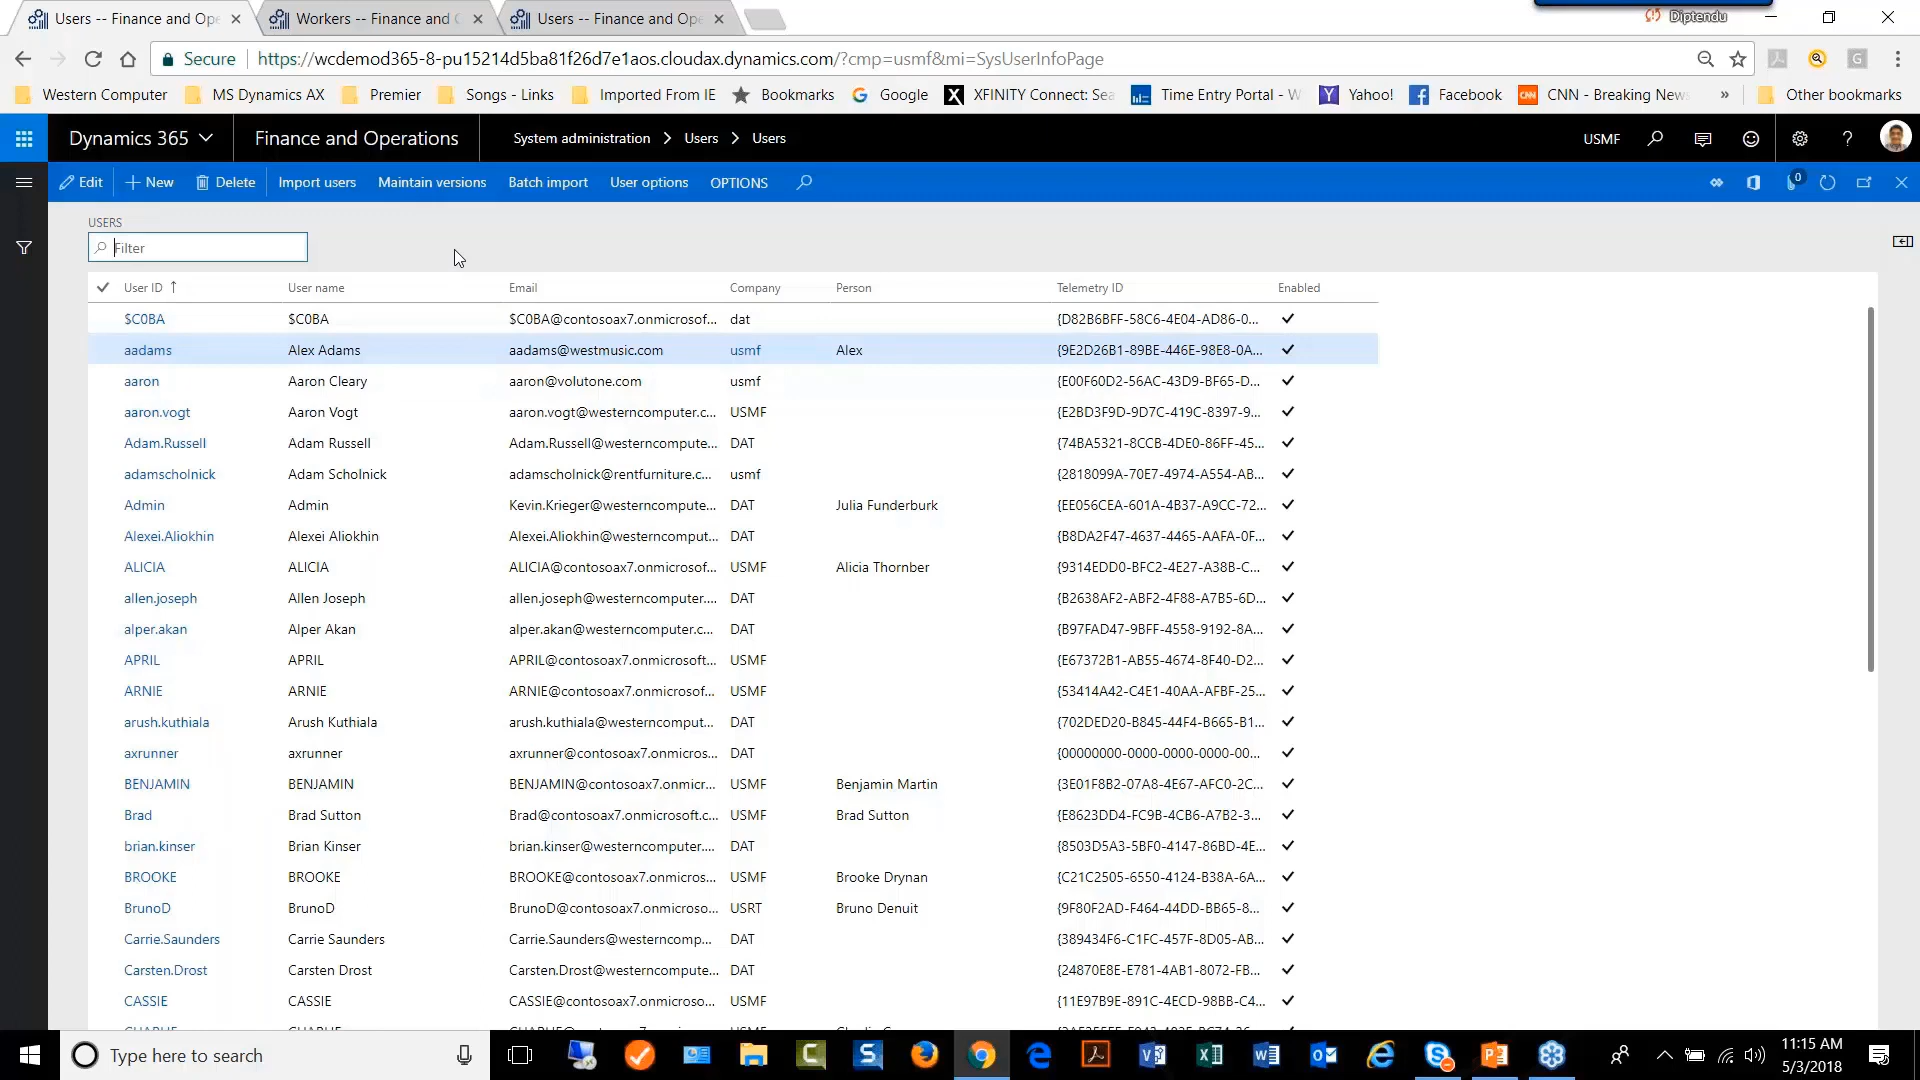 Users -- Finance and Ope
Workers -- Finance and
Users -- Finance and Ope
Diptendu
Secure
https://wcdemod365-8-pu15214d5ba81f26d7e1aos.cloudax.dynamics.com/?cmp=usmf&mi=SysUserInfoPage
Western Computer MS Dynamics AX Premier Songs - Links Imported From IE Bookmarks Google XFINITY Connect: Sea Time Entry Portal - W Yahoo! Facebook CNN - Breaking News » Other bookmarks
Dynamics 365 Finance and Operations System administration Users Users USMF
Edit New Delete Import users Maintain versions Batch import User options OPTIONS 0
USERS
Filter
User ID User name Email Company Person Telemetry ID Enabled
$C0BA $C0BA $C0BA@contosoax7.onmicrosof... dat {D82B6BFF-58C6-4E04-AD86-0...
aadams Alex Adams aadams@westmusic.com usmf Alex {9E2D26B1-89BE-446E-98E8-0A...
aaron Aaron Cleary aaron@volutone.com usmf {E00F60D2-56AC-43D9-BF65-D...
aaron.vogt Aaron Vogt aaron.vogt@westerncomputer.c... USMF {E2BD3F9D-9D7C-419C-8397-9...
Adam.Russell Adam Russell Adam.Russell@westerncompute... DAT {74BA5321-8CCB-4DE0-86FF-45...
adamscholnick Adam Scholnick adamscholnick@rentfurniture.c... usmf {2818099A-70E7-4974-A554-AB...
Admin Admin Kevin.Krieger@westerncompute... DAT Julia Funderburk {EE056CEA-601A-4B37-A9CC-72...
Alexei.Aliokhin Alexei Aliokhin Alexei.Aliokhin@westerncomput... DAT {B8DA2F47-4637-4465-AAFA-0F...
ALICIA ALICIA ALICIA@contosoax7.onmicrosof... USMF Alicia Thornber {9314EDD0-BFC2-4E27-A38B-C...
allen.joseph Allen Joseph allen.joseph@westerncomputer.... DAT {B2638AF2-ABF2-4F88-A7B5-6D...
alper.akan Alper Akan alper.akan@westerncomputer.c... DAT {B97FAD47-9BFF-4558-9192-8A...
APRIL APRIL APRIL@contosoax7.onmicrosoft... USMF {E67372B1-AB55-4674-8F40-D2...
ARNIE ARNIE ARNIE@contosoax7.onmicrosof... USMF {53414A42-C4E1-40AA-AFBF-25...
arush.kuthiala Arush Kuthiala arush.kuthiala@westerncomput... DAT {702DED20-B845-44F4-B665-B1...
axrunner axrunner axrunner@contosoax7.onmicros... DAT {00000000-0000-0000-0000-00...
BENJAMIN BENJAMIN BENJAMIN@contosoax7.onmicr... USMF Benjamin Martin {3E01F8B2-07A8-4E67-AFC0-2C...
Brad Brad Sutton Brad@contosoax7.onmicrosoft.c... USMF Brad Sutton {E8623DD4-FC9B-4CB6-A7B2-3...
brian.kinser Brian Kinser brian.kinser@westerncomputer.... DAT {8503D5A3-5BF0-4147-86BD-4E...
BROOKE BROOKE BROOKE@contosoax7.onmicros... USMF Brooke Drynan {C21C2505-6550-4124-B38A-6A...
BrunoD BrunoD BrunoD@contosoax7.onmicroso... USRT Bruno Denuit {9F80F2AD-F464-44DD-BB65-8...
Carrie.Saunders Carrie Saunders Carrie.Saunders@westerncomp... DAT {389434F6-C1FC-457F-8D05-AB...
Carsten.Drost Carsten Drost Carsten.Drost@westerncompute... DAT {24870E8E-E781-4AB1-8072-FB...
CASSIE CASSIE CASSIE@contosoax7.onmicroso... USMF {11E97B9E-891C-4ECD-98BB-C4...
Type here to search
11:15 AM
5/3/2018